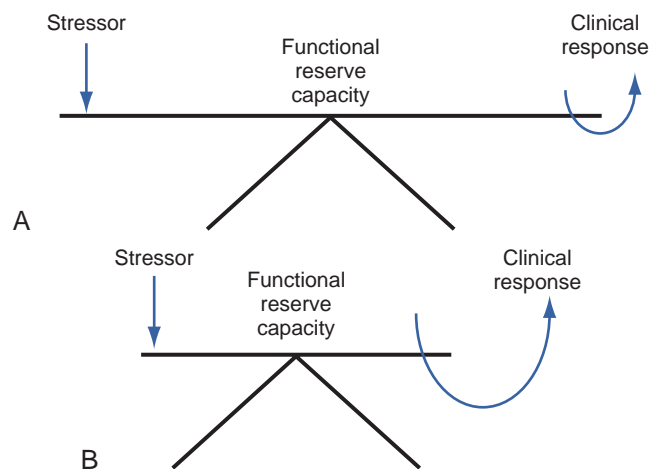 Stressor
Functional
reserve
capacity
Clinical
response
A
Stressor
Functional
reserve
capacity
Clinical
response
B